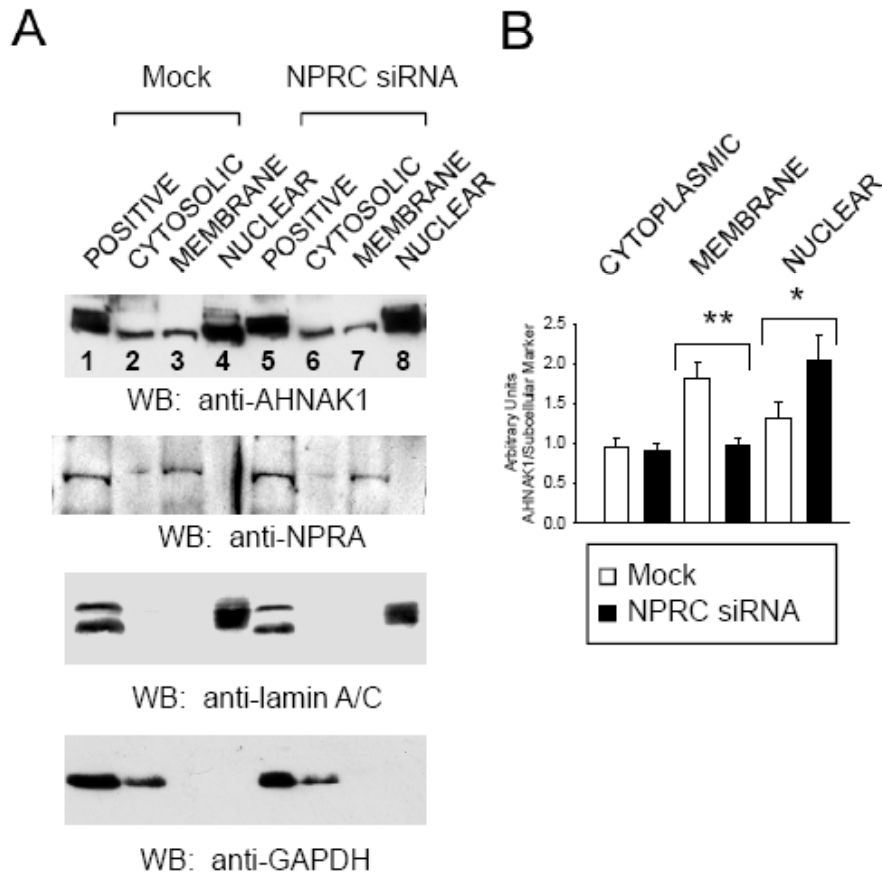 A
Mock NPRC siRNA
POSITIVE CYTOSOLIC MEMBRANE NUCLEAR POSITIVE CYTOSOLIC MEMBRANE NUCLEAR
1 2 3 4 5 6 7 8
WB: anti-AHNAK1
WB: anti-NPRA
WB: anti-lamin A/C
WB: anti-GAPDH
B
CYTOPLASMIC MEMBRANE NUCLEAR
** *
Arbitrary Units
AHNAK1/Subcellular Marker
2.5
2.0
1.5
1.0
0.5
0.0
Mock
NPRC siRNA